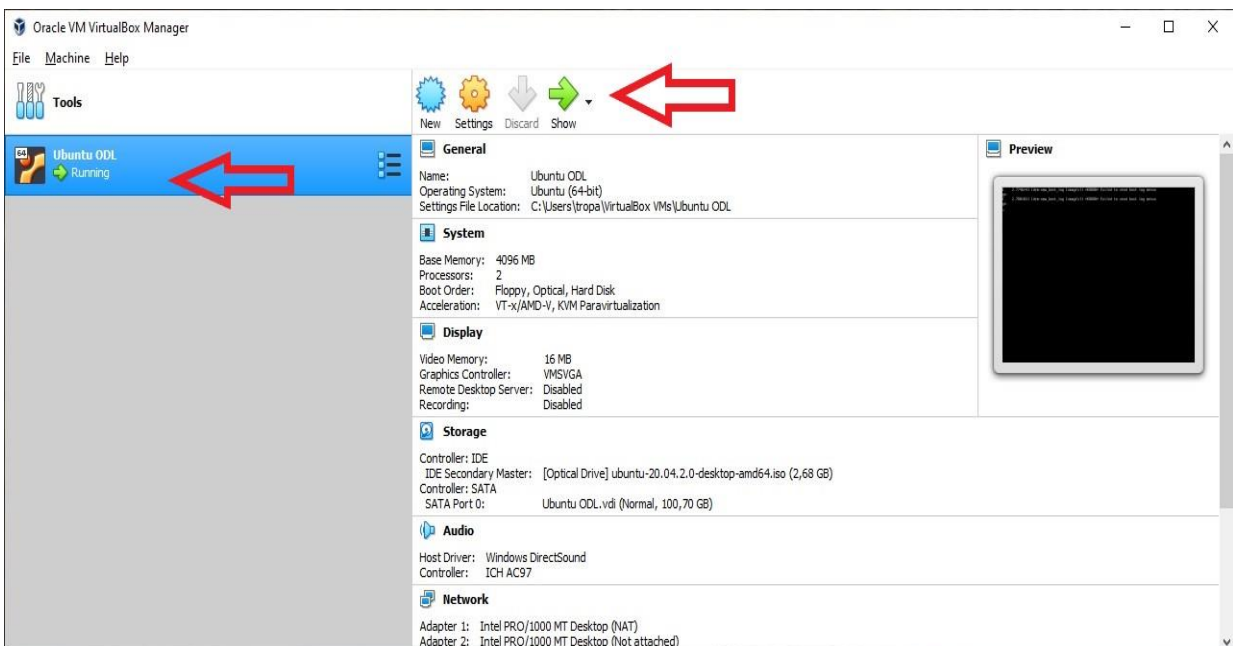 Oracle VM VirtualBox Manager
File Machine Help
Tools
New Settings Discard Show
64
Ubuntu ODL
Running
General
Name: Ubuntu ODL
Operating System: Ubuntu (64-bit)
Settings File Location: C:\Users\tropa\VirtualBox VMs\Ubuntu ODL
System
Base Memory: 4096 MB
Processors: 2
Boot Order: Floppy, Optical, Hard Disk
Acceleration: VT-x/AMD-V, KVM Paravirtualization
Display
Video Memory: 16 MB
Graphics Controller: VMSVGA
Remote Desktop Server: Disabled
Recording: Disabled
Storage
Controller: IDE
IDE Secondary Master: [Optical Drive] ubuntu-20.04.2.0-desktop-amd64.iso (2,68 GB)
Controller: SATA
SATA Port 0: Ubuntu ODL.vdi (Normal, 100,70 GB)
Audio
Host Driver: Windows DirectSound
Controller: ICH AC97
Network
Adapter 1: Intel PRO/1000 MT Desktop (NAT)
Adapter 2: Intel PRO/1000 MT Desktop (Not attached)
Preview